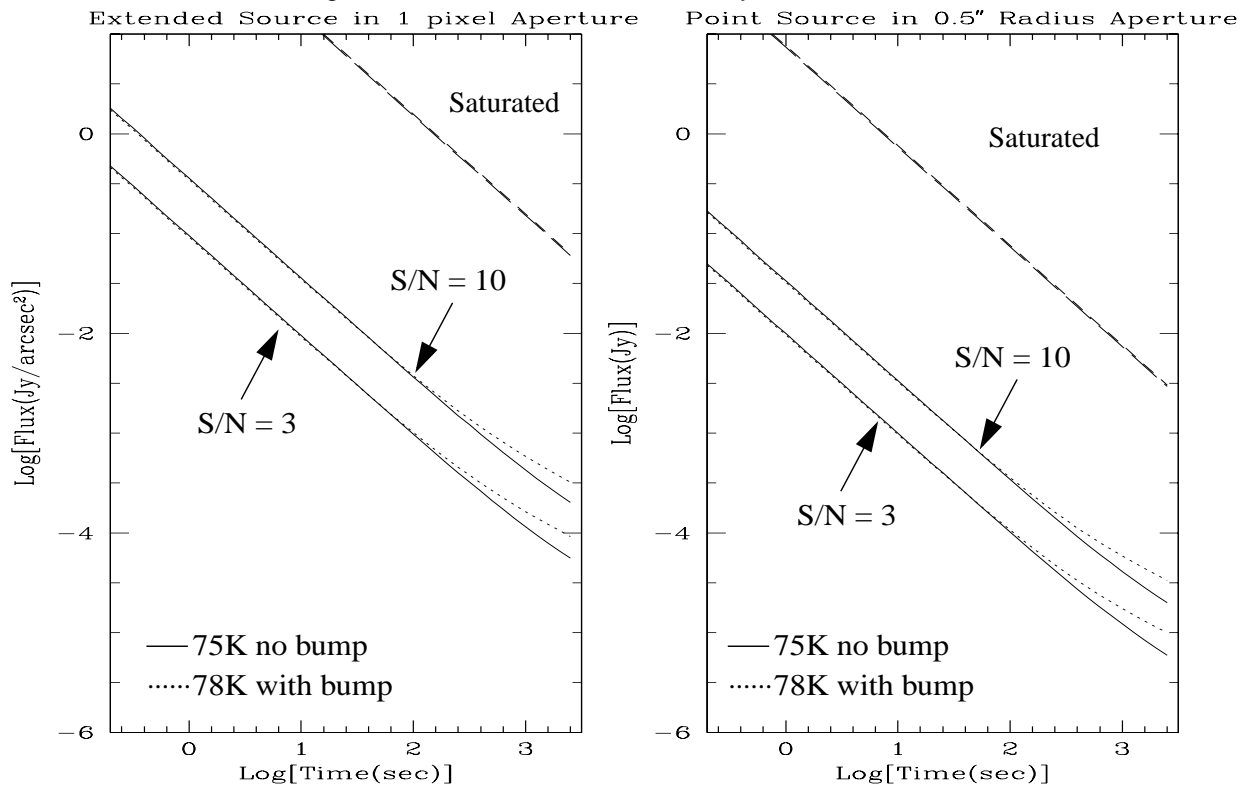 Extended Source in 1 pixel Aperture
Saturated
S/N = 10
S/N = 3
75K no bump
78K with bump
0
−2
−4
−6
0
1
2
3
Log[Flux(Jy/arcsec²)]
Log[Time(sec)]
Point Source in 0.5″ Radius Aperture
Saturated
S/N = 10
S/N = 3
75K no bump
78K with bump
0
−2
−4
−6
0
1
2
3
Log[Flux(Jy)]
Log[Time(sec)]